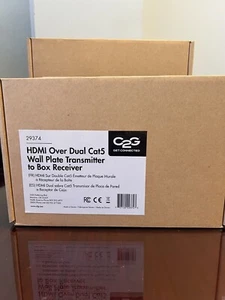 29374
C2G
GET CONNECTED
HDMI Over Dual Cat5
Wall Plate Transmitter
to Box Receiver
(FR) HDMI Sur Double Cat5 Émetteur de Plaque Murale
à Récepteur de la Boîte
(ES) HDMI Dual sobre Cat5 Transmisor de Placa de Pared
a Receptor de Caja